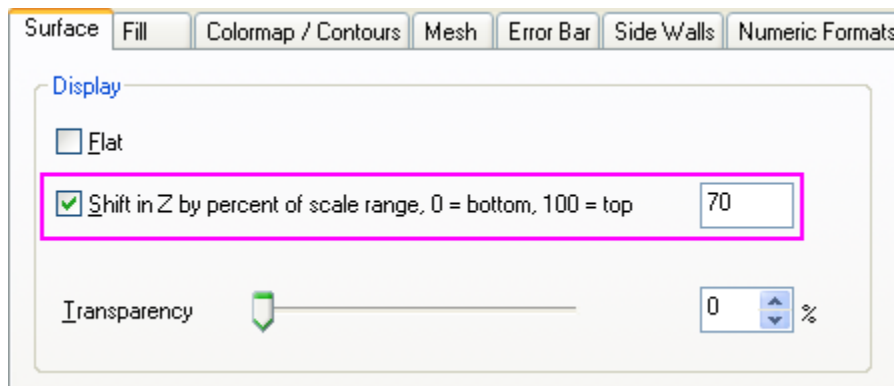 Surface Fill Colormap / Contours Mesh Error Bar Side Walls Numeric Formats
Display
Flat
Shift in Z by percent of scale range, 0 = bottom, 100 = top 70
Transparency 0 %